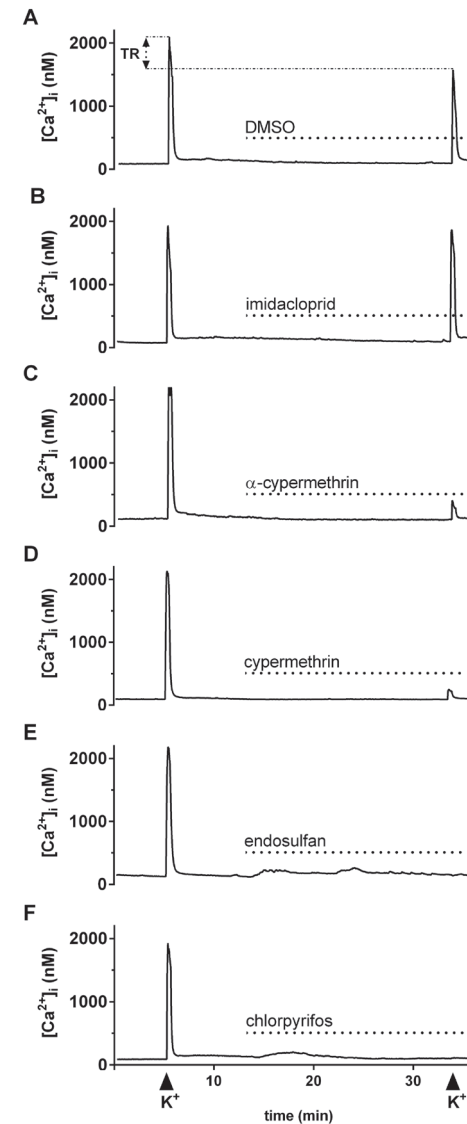 A
[Ca2+]i (nM)
2000
TR
1000
DMSO
0
B
[Ca2+]i (nM)
2000
1000
imidacloprid
0
C
[Ca2+]i (nM)
2000
1000
α-cypermethrin
0
D
[Ca2+]i (nM)
2000
1000
cypermethrin
0
E
[Ca2+]i (nM)
2000
1000
endosulfan
0
F
[Ca2+]i (nM)
2000
1000
chlorpyrifos
0
10 20 30
K+ K+
time (min)